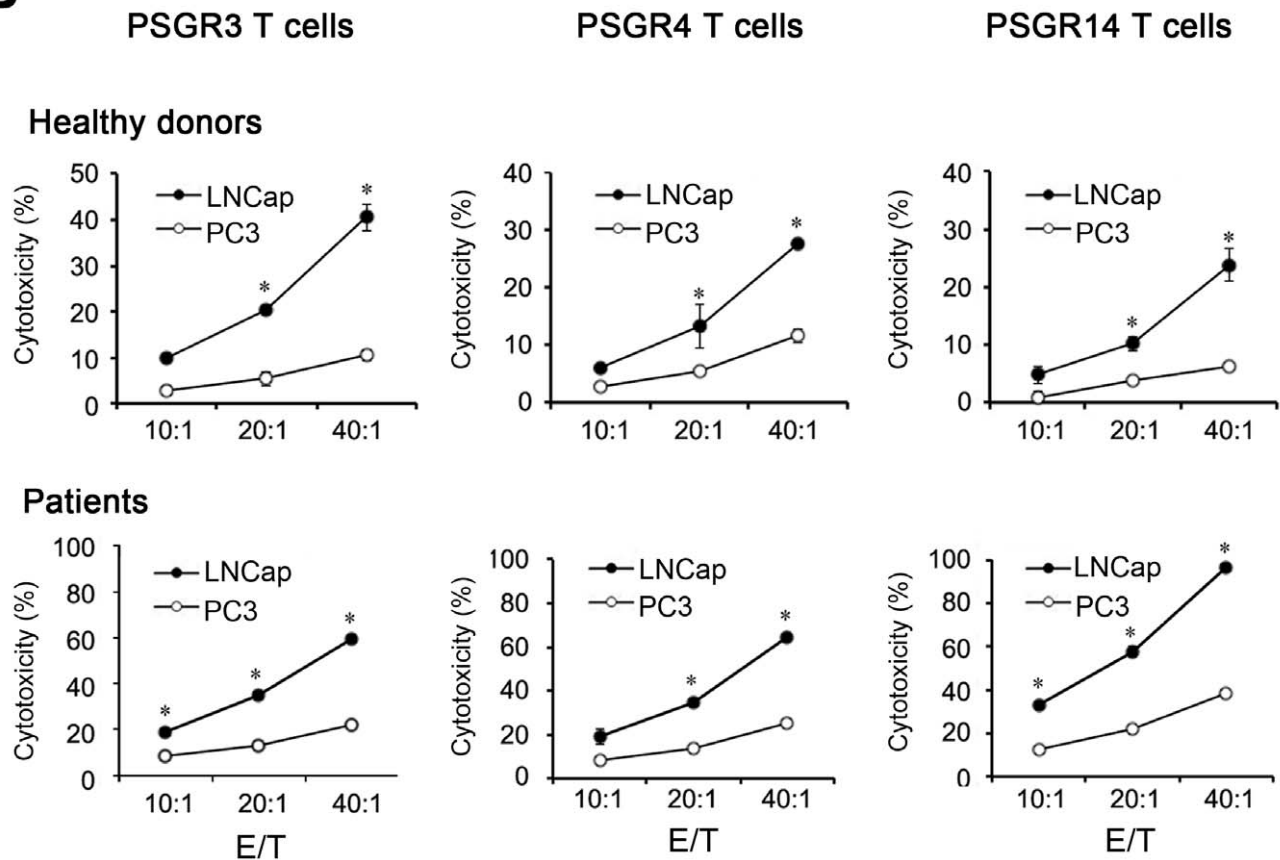 PSGR3 T cells
PSGR4 T cells
PSGR14 T cells
Healthy donors
Cytotoxicity (%)
50
40
30
20
10
0
LNCap
PC3
*
*
10:1 20:1 40:1
Cytotoxicity (%)
40
30
20
10
0
LNCap
PC3
*
*
10:1 20:1 40:1
Cytotoxicity (%)
40
30
20
10
0
LNCap
PC3
*
*
10:1 20:1 40:1
Patients
Cytotoxicity (%)
100
80
60
40
20
0
LNCap
PC3
*
*
*
10:1 20:1 40:1
E/T
Cytotoxicity (%)
100
80
60
40
20
0
LNCap
PC3
*
*
10:1 20:1 40:1
Cytotoxicity (%)
100
80
60
40
20
0
LNCap
PC3
*
*
*
10:1 20:1 40:1
E/T